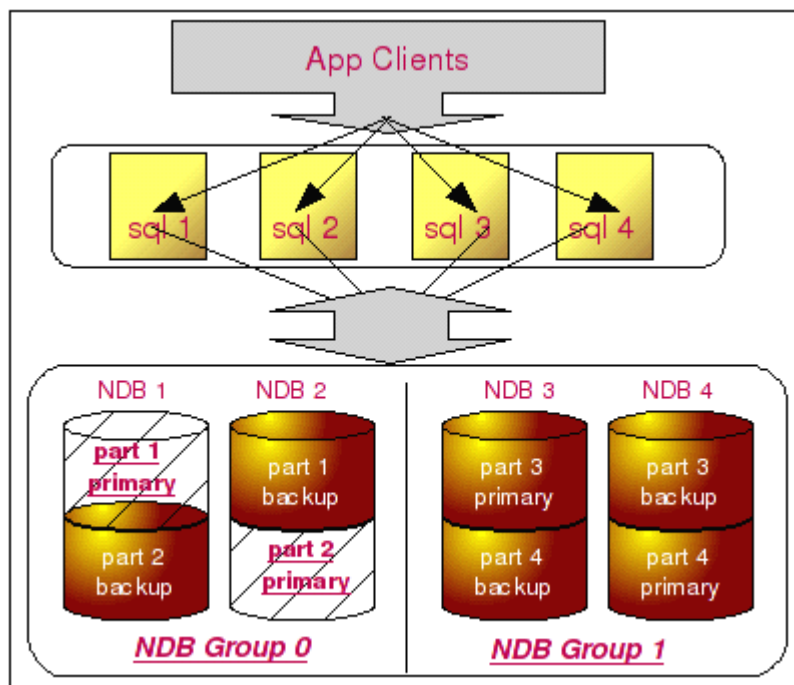 App Clients
sql 1
sql 2
sql 3
sql 4
NDB 1
NDB 2
NDB 3
NDB 4
part 1
primary
part 2
backup
part 1
backup
part 2
primary
part 3
primary
part 4
backup
part 3
backup
part 4
primary
NDB Group 0
NDB Group 1